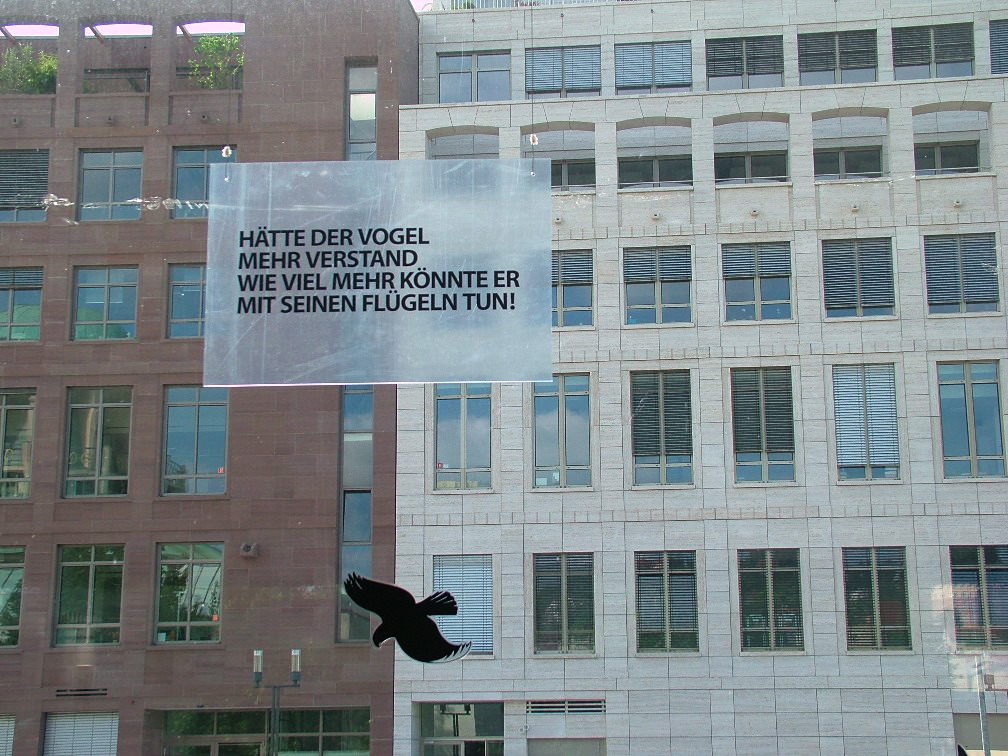 HÄTTE DER VOGEL
MEHR VERSTAND
WIE VIEL MEHR KÖNNTE ER
MIT SEINEN FLÜGELN TUN!